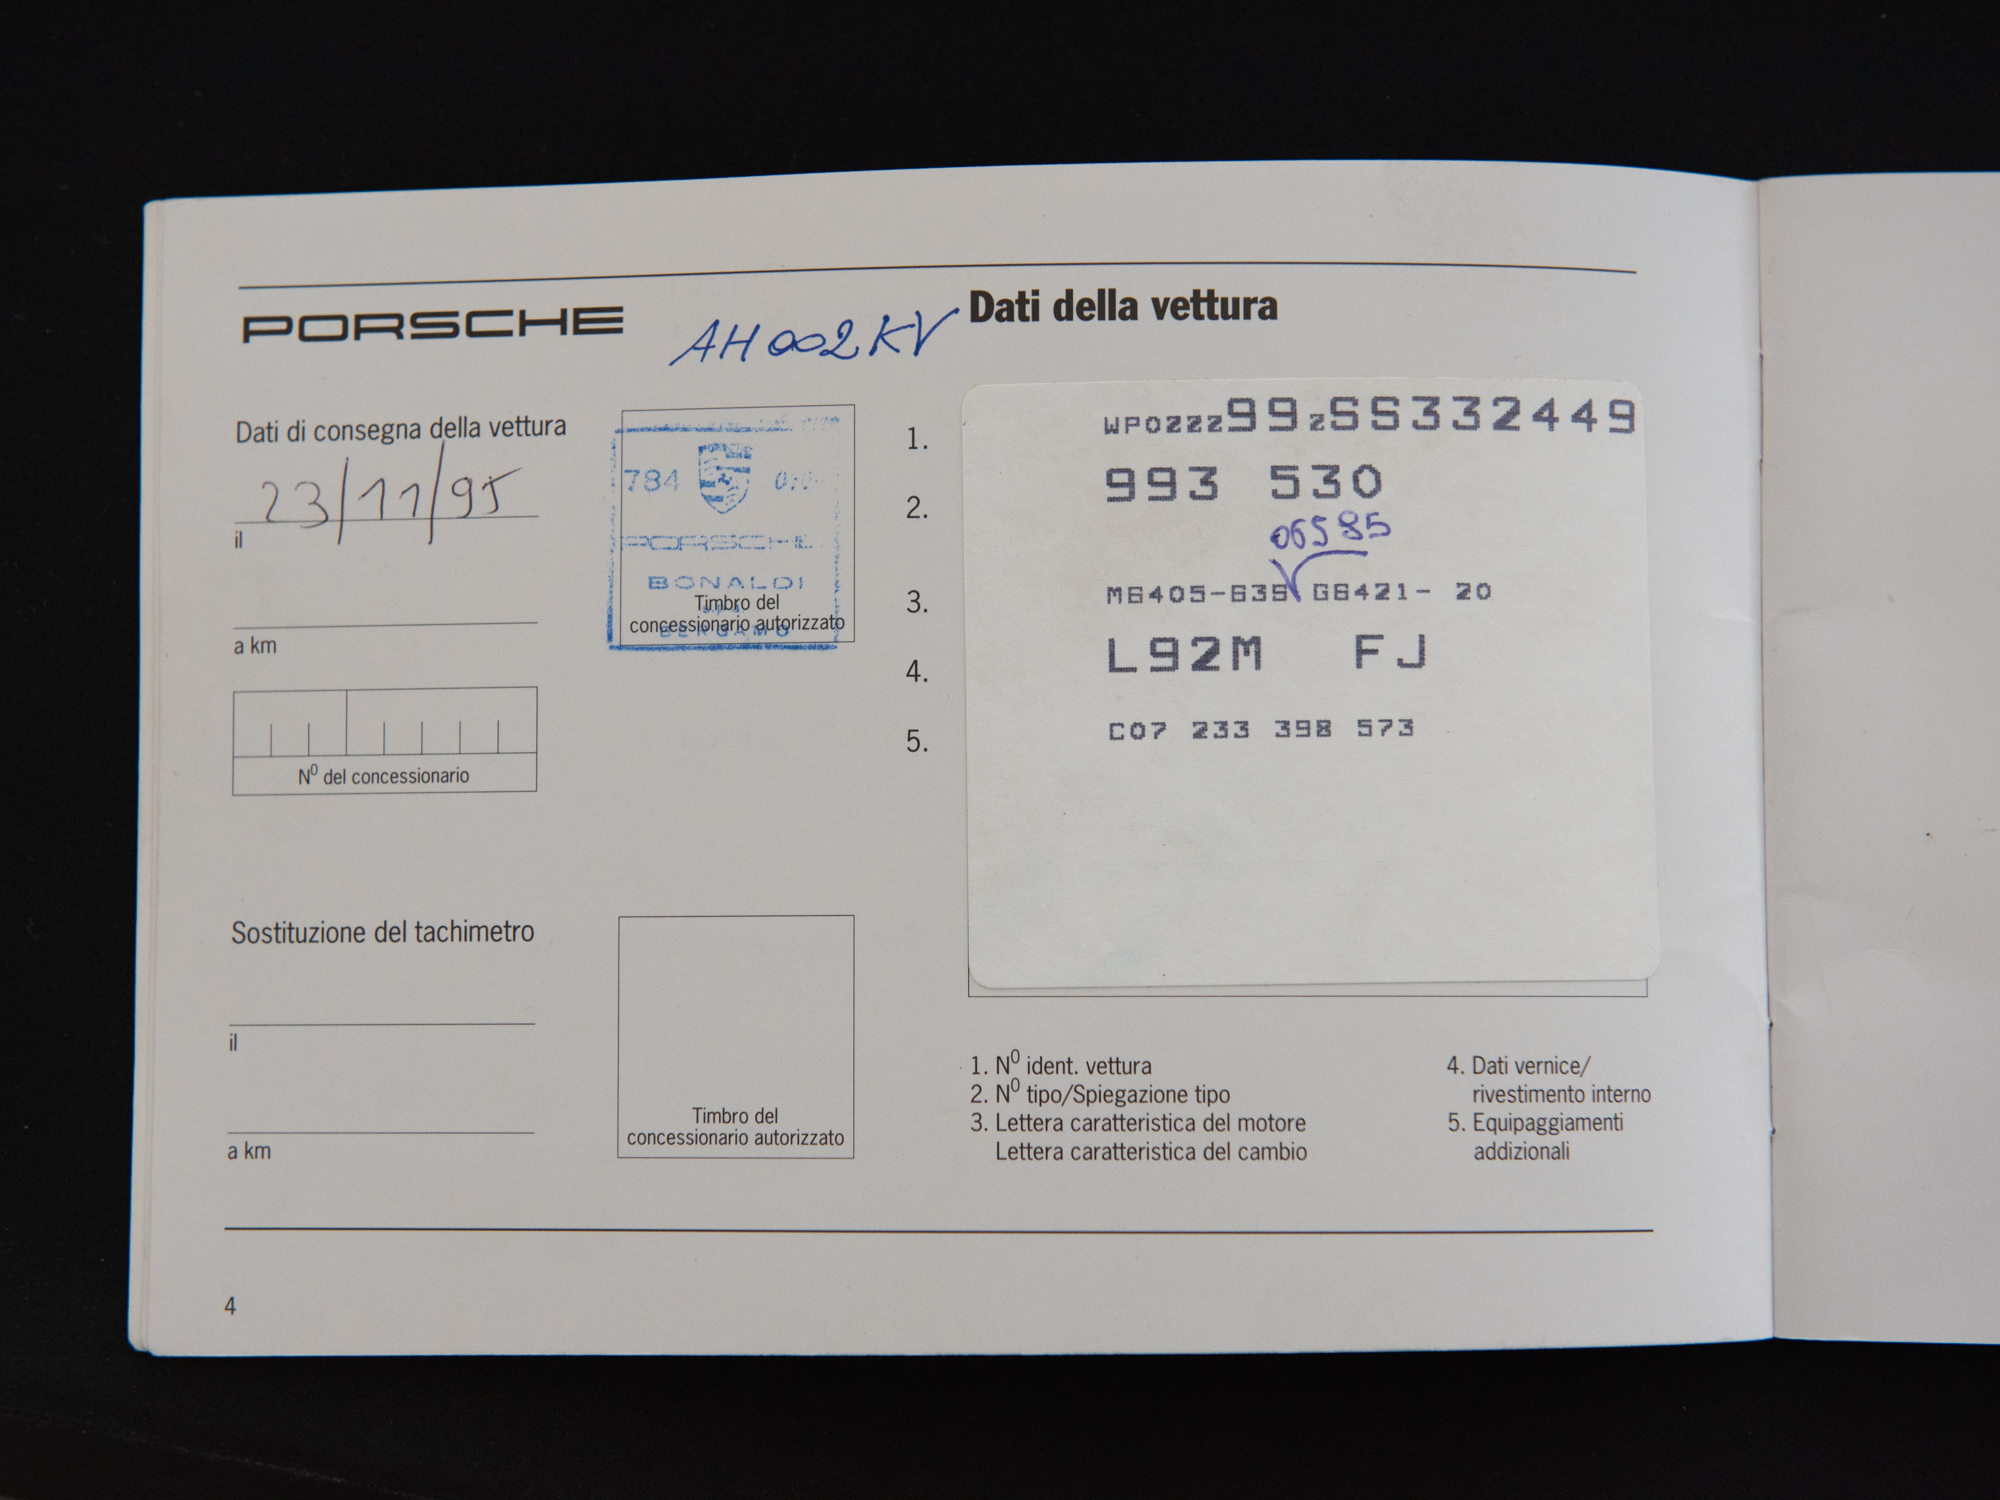 PORSCHE
AH002KV
Dati della vettura
Dati di consegna della vettura
23/11/95
il
a km
N⁰ del concessionario
784
PORSCHE
BONALDI
BERGAMO
Timbro del
concessionario autorizzato
1. WP0ZZZ99ZSS332449
2. 993 530
06585
3. M6405-63S G6421- 20
4. L92M FJ
5. C07 233 398 573
Sostituzione del tachimetro
il
a km
Timbro del
concessionario autorizzato
1. N⁰ ident. vettura
2. N⁰ tipo/Spiegazione tipo
3. Lettera caratteristica del motore
Lettera caratteristica del cambio
4. Dati vernice/
rivestimento interno
5. Equipaggiamenti
addizionali
4